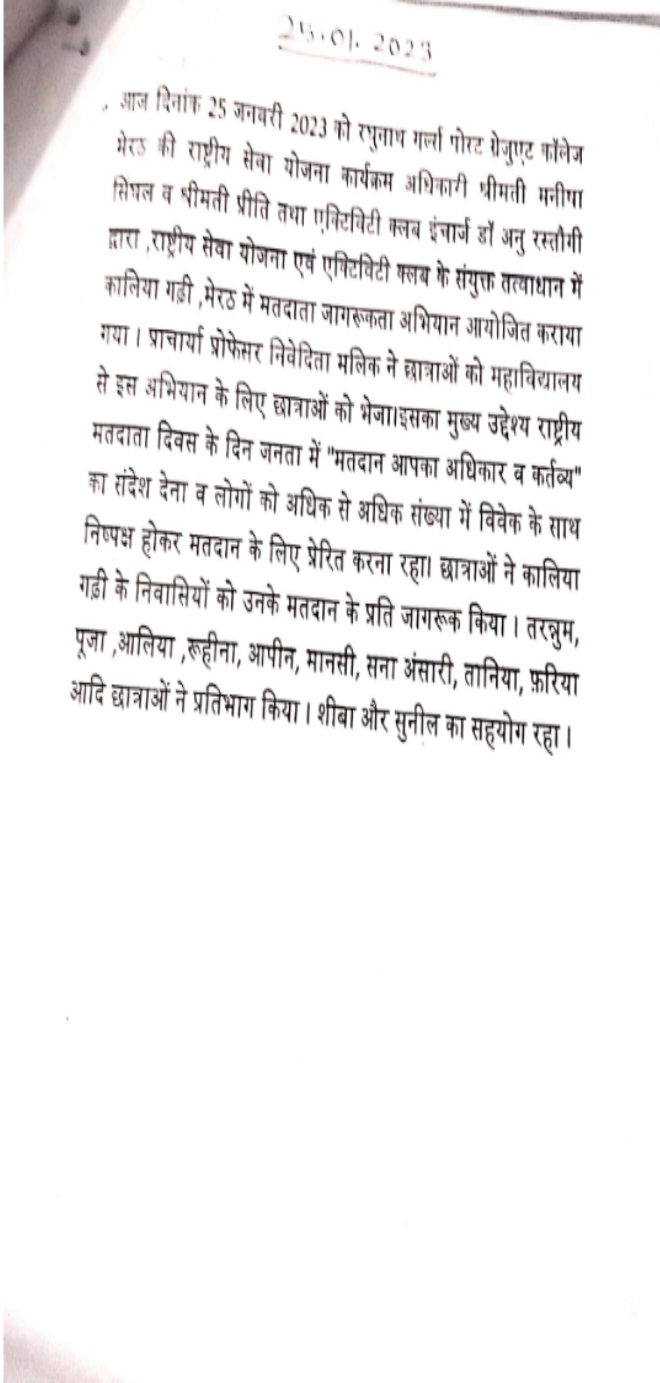 25.01.2023
, आज दिनांक 25 जनवरी 2023 को रघुनाथ गर्ल्स पोस्ट ग्रेजुएट कॉलेज
मेरठ की राष्ट्रीय सेवा योजना कार्यक्रम अधिकारी श्रीमती मनीषा
सिंघल व श्रीमती प्रीति तथा एक्टिविटी क्लब इंचार्ज डॉ अनु रस्तौगी
द्वारा ,राष्ट्रीय सेवा योजना एवं एक्टिविटी क्लब के संयुक्त तत्वाधान में
कालिया गढ़ी ,मेरठ में मतदाता जागरूकता अभियान आयोजित कराया
गया। प्राचार्या प्रोफेसर निवेदिता मलिक ने छात्राओं को महाविद्यालय
से इस अभियान के लिए छात्राओं को भेजा।इसका मुख्य उद्देश्य राष्ट्रीय
मतदाता दिवस के दिन जनता में "मतदान आपका अधिकार व कर्तव्य"
का संदेश देना व लोगों को अधिक से अधिक संख्या में विवेक के साथ
निष्पक्ष होकर मतदान के लिए प्रेरित करना रहा। छात्राओं ने कालिया
गढ़ी के निवासियों को उनके मतदान के प्रति जागरूक किया। तरन्नुम,
पूजा ,आलिया ,रूहीना, आपीन, मानसी, सना अंसारी, तानिया, फ़रिया
आदि छात्राओं ने प्रतिभाग किया। शीबा और सुनील का सहयोग रहा।